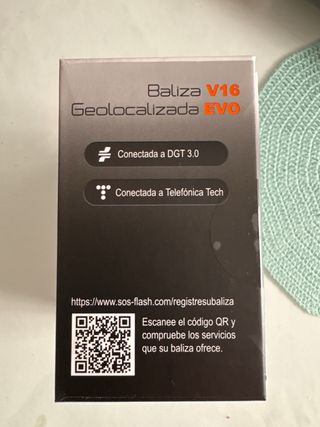 Baliza V16
Geolocalizada EVO
Conectada a DGT 3.0
Conectada a Telefónica Tech
https://www.sos-flash.com/registresubaliza
Escanee el código QR y
compruebe los servicios
que su baliza ofrece.